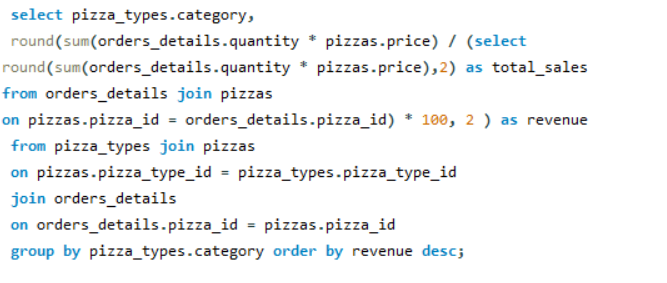 select pizza_types.category,
round(sum(orders_details.quantity * pizzas.price) / (select
round(sum(orders_details.quantity * pizzas.price),2) as total_sales
from orders_details join pizzas
on pizzas.pizza_id = orders_details.pizza_id) * 100, 2 ) as revenue
from pizza_types join pizzas
on pizzas.pizza_type_id = pizza_types.pizza_type_id
join orders_details
on orders_details.pizza_id = pizzas.pizza_id
group by pizza_types.category order by revenue desc;